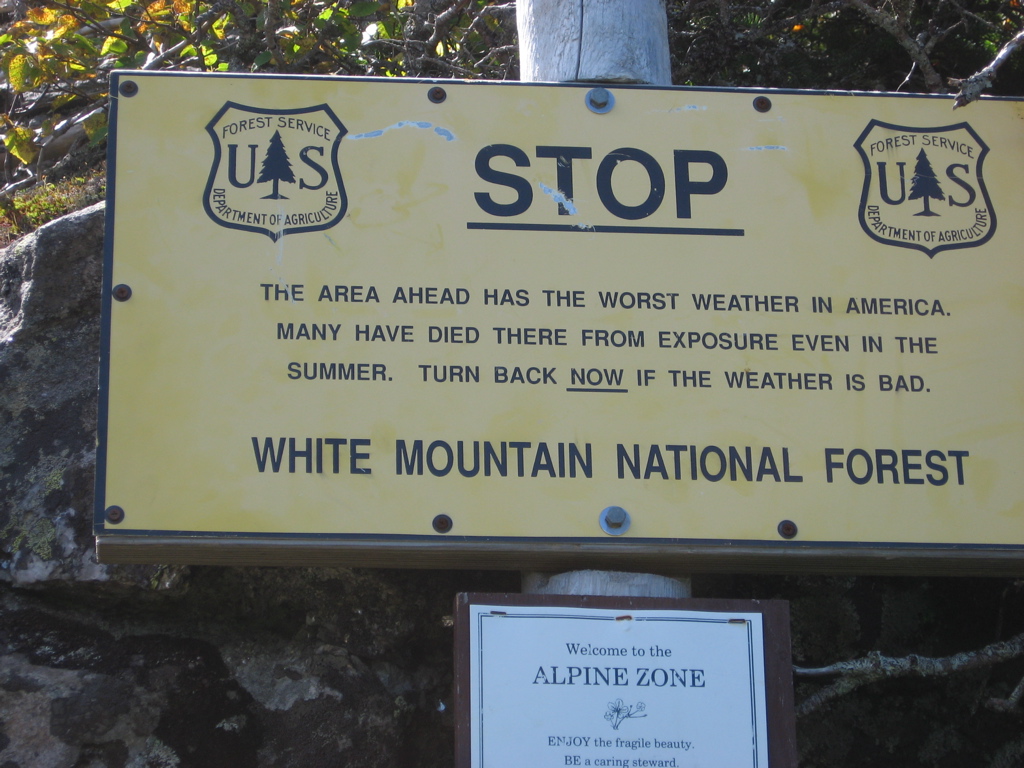 FOREST SERVICE
US
DEPARTMENT OF AGRICULTURE
STOP
FOREST SERVICE
US
DEPARTMENT OF AGRICULTURE
THE AREA AHEAD HAS THE WORST WEATHER IN AMERICA.
MANY HAVE DIED THERE FROM EXPOSURE EVEN IN THE
SUMMER. TURN BACK NOW IF THE WEATHER IS BAD.
WHITE MOUNTAIN NATIONAL FOREST
Welcome to the
ALPINE ZONE
ENJOY the fragile beauty.
BE a caring steward.